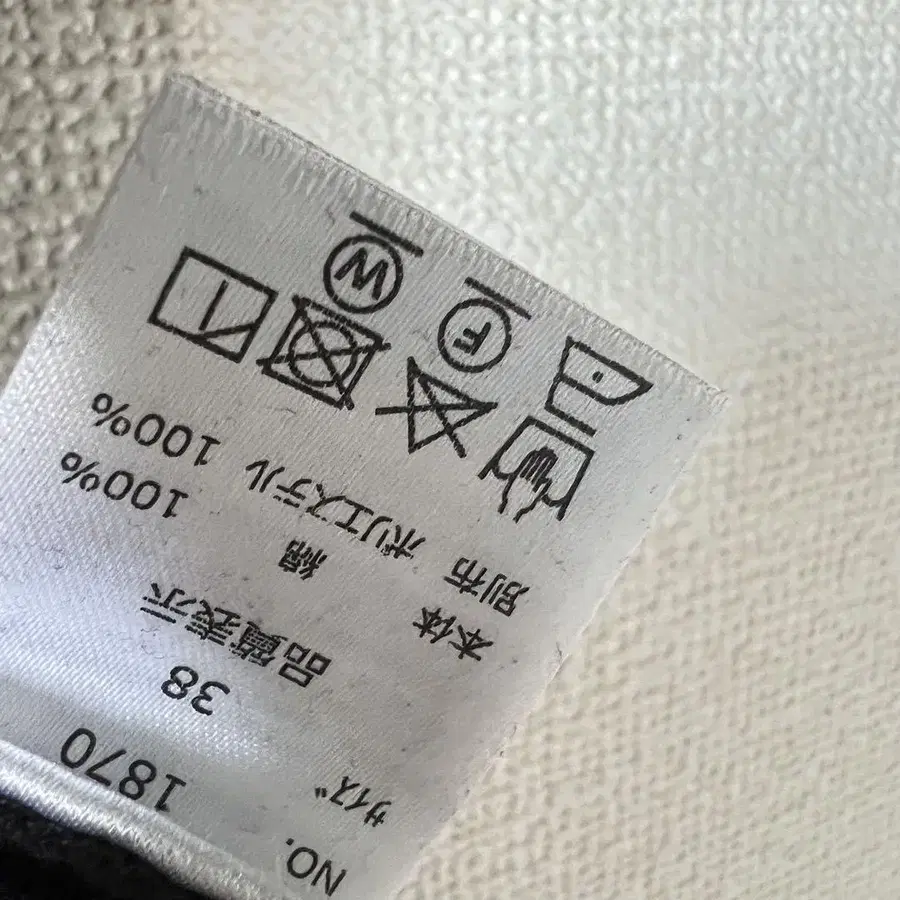 NO. 1870
サイズ 38
品質表示
本体 綿 100%
別布 ポリエステル 100%
F
W